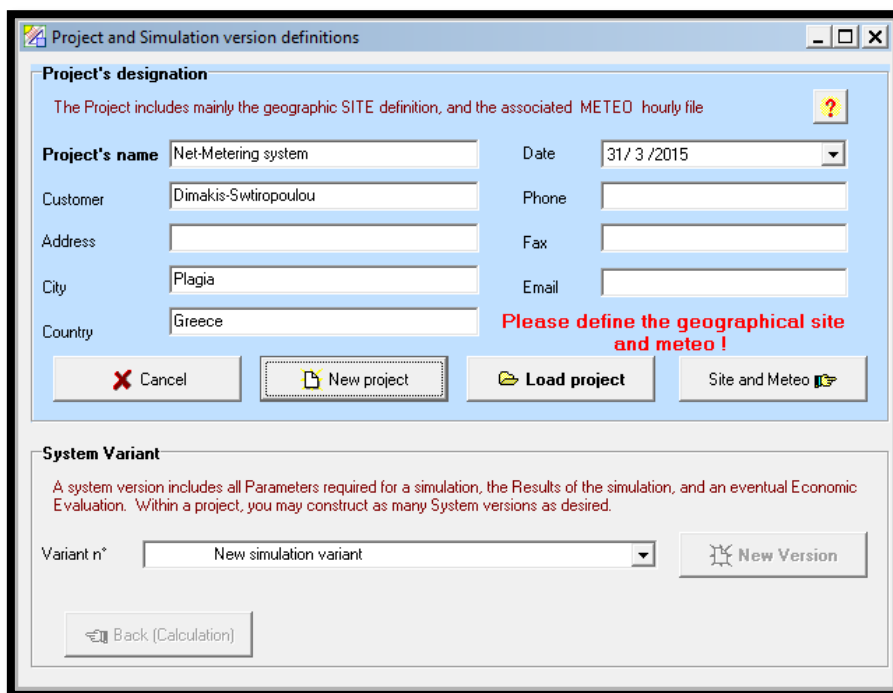 Project and Simulation version definitions
Project's designation
The Project includes mainly the geographic SITE definition, and the associated METEO hourly file
?
Project's name Net-Metering system Date 31/ 3 /2015
Customer Dimakis-Swtiropoulou Phone
Address Fax
City Plagia Email
Country Greece
Please define the geographical site
and meteo !
Cancel New project Load project Site and Meteo
System Variant
A system version includes all Parameters required for a simulation, the Results of the simulation, and an eventual Economic
Evaluation. Within a project, you may construct as many System versions as desired.
Variant n° New simulation variant New Version
Back (Calculation)